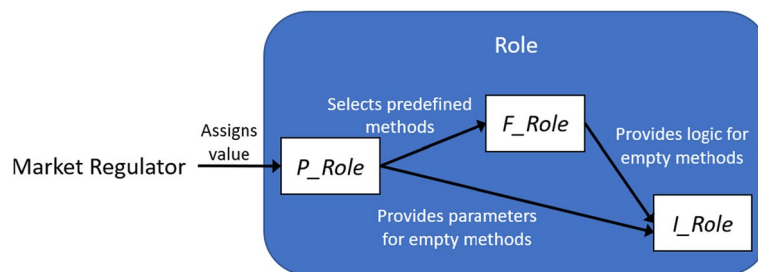 Role
Selects predefined
methods
F_Role
Provides logic for
empty methods
Assigns
value
Market Regulator
P_Role
Provides parameters
for empty methods
I_Role